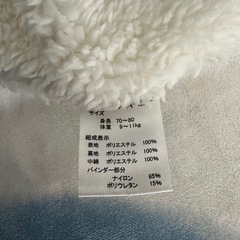 サイズ
身長 70~80
体重 9~11kg
組成表示
表地 ポリエステル 100%
裏地 ポリエステル 100%
中綿 ポリエステル 100%
バインダー部分
ナイロン 85%
ポリウレタン 15%